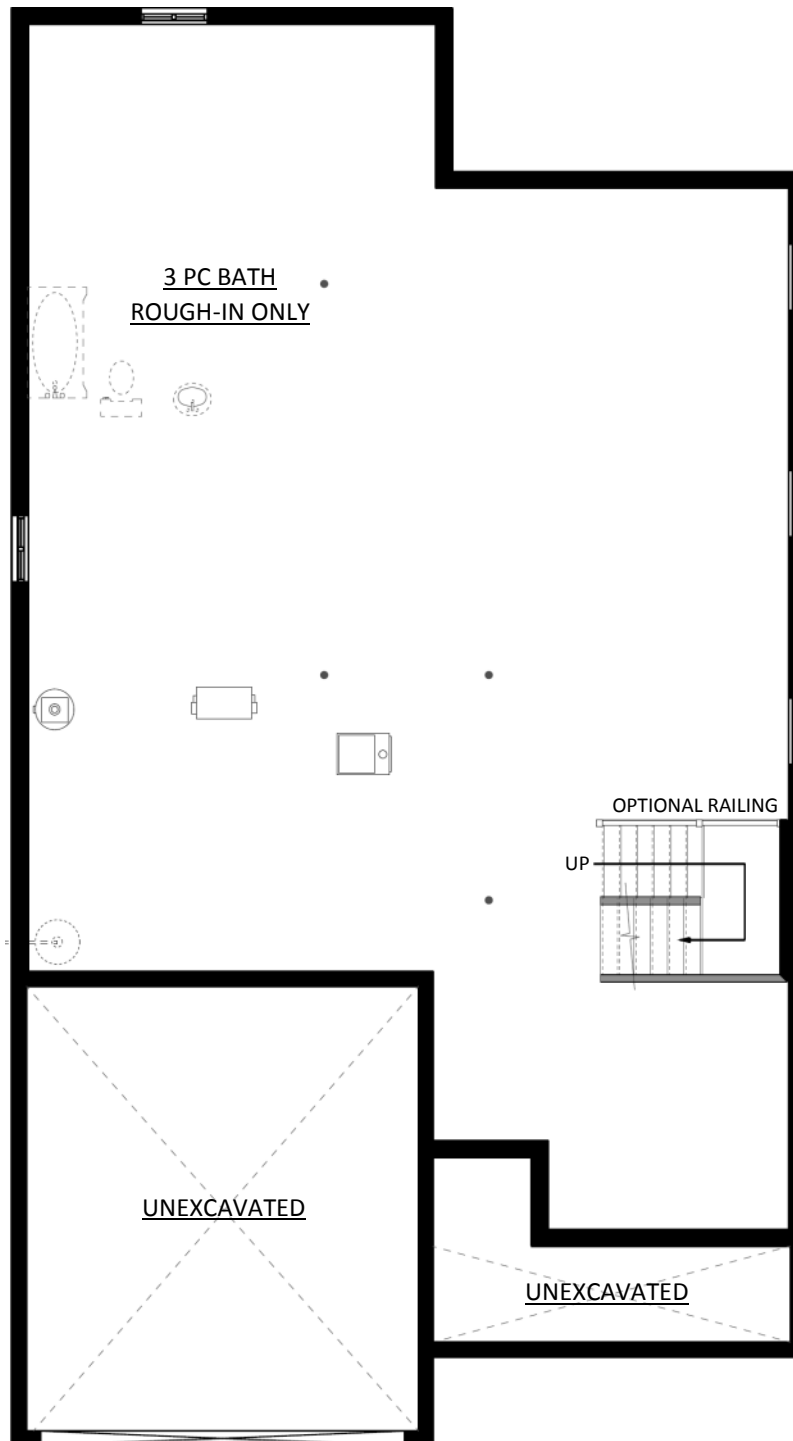 3 PC BATH
ROUGH-IN ONLY
OPTIONAL RAILING
UP
UNEXCAVATED
UNEXCAVATED